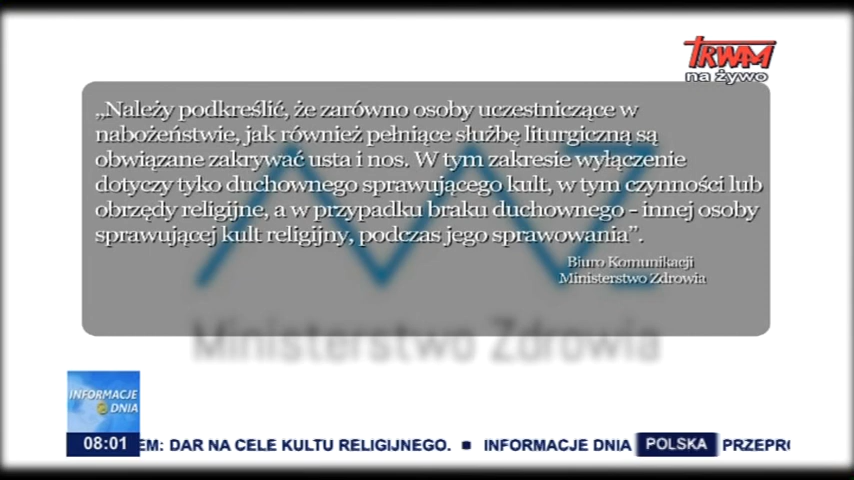 TRWAM
na żywo
„Należy podkreślić, że zarówno osoby uczestniczące w
nabożeństwie, jak również pełniące służbę liturgiczną są
obwiązane zakrywać usta i nos. W tym zakresie wyłączenie
dotyczy tyko duchownego sprawującego kult, w tym czynności lub
obrzędy religijne, a w przypadku braku duchownego - innej osoby
sprawującej kult religijny, podczas jego sprawowania”.
Biuro Komunikacji
Ministerstwo Zdrowia
Ministerstwo Zdrowia
INFORMACJE
DNIA
08:01 EM: DAR NA CELE KULTU RELIGIJNEGO. ■ INFORMACJE DNIA POLSKA